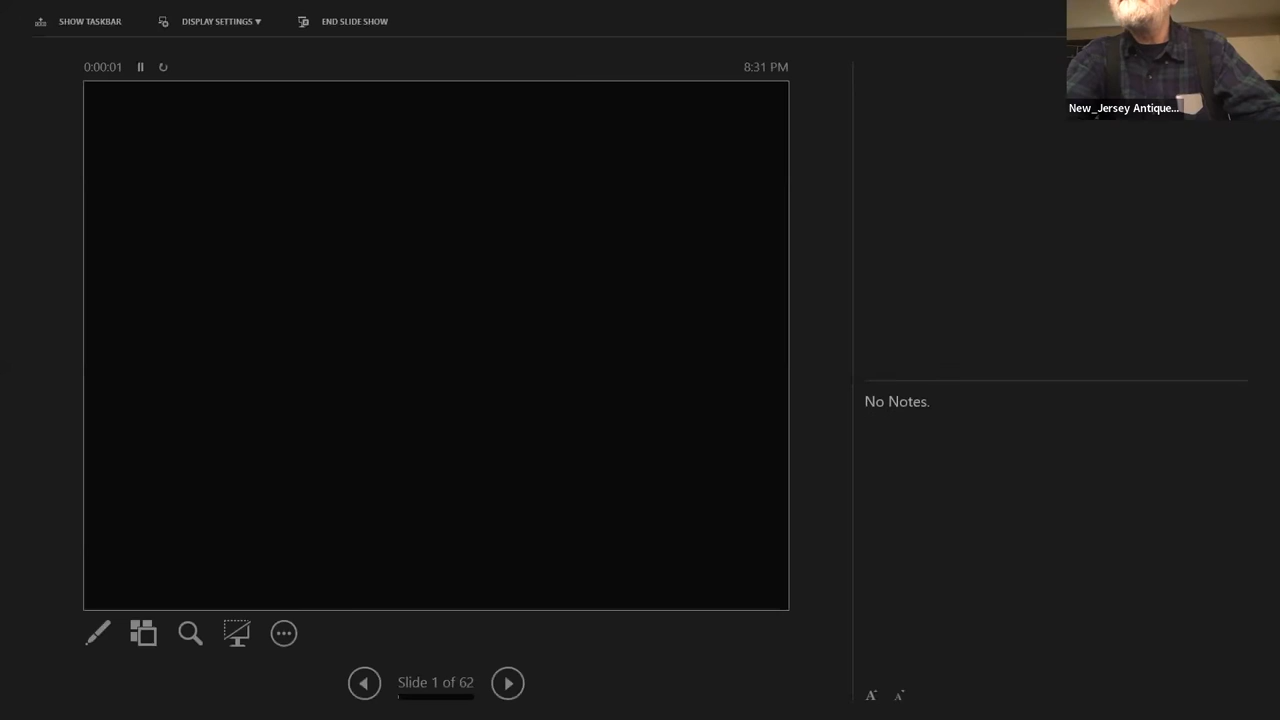 SHOW TASKBAR
DISPLAY SETTINGS ▼
END SLIDE SHOW
0:00:01
8:31 PM
New_Jersey Antique...
No Notes.
Slide 1 of 62
A
A